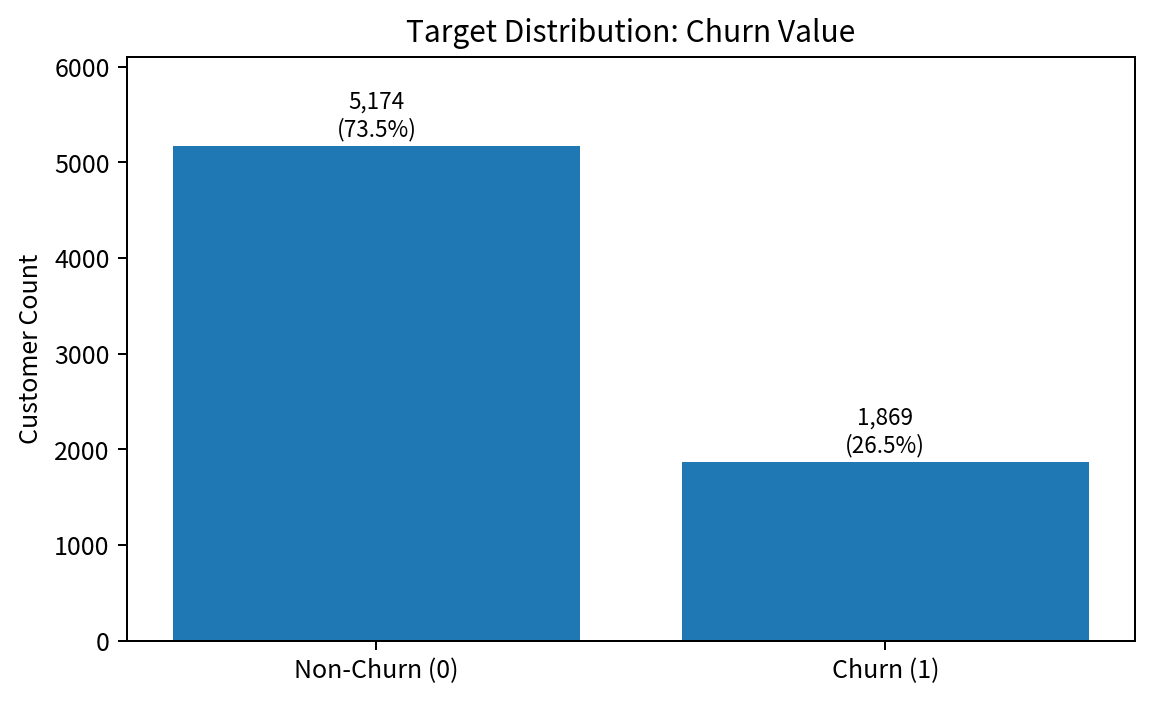 Target Distribution: Churn Value
Customer Count
6000
5000
4000
3000
2000
1000
0
5,174
(73.5%)
1,869
(26.5%)
Non-Churn (0)
Churn (1)